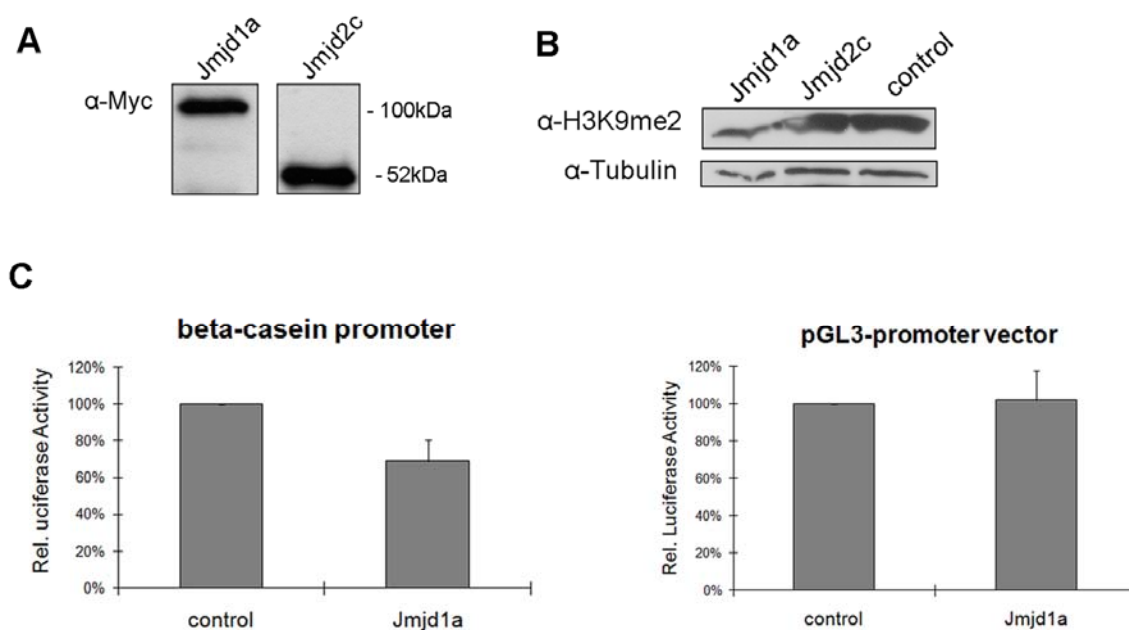 A
Jmjd1a
Jmjd2c
α-Myc
- 100kDa
- 52kDa
B
Jmjd1a
Jmjd2c
control
α-H3K9me2
α-Tubulin
C
beta-casein promoter
Rel. uciferase Activity
120%
100%
80%
60%
40%
20%
0%
control
Jmjd1a
pGL3-promoter vector
Rel. Luciferase Activity
120%
100%
80%
60%
40%
20%
0%
control
Jmjd1a